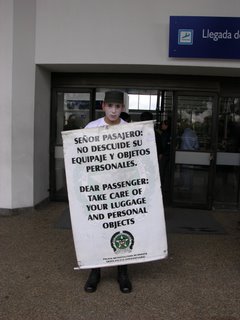 Llegada d
SEÑOR PASAJERO:
NO DESCUIDE SU
EQUIPAJE Y OBJETOS
PERSONALES.
DEAR PASSENGER:
TAKE CARE OF
YOUR LUGGAGE
AND PERSONAL
OBJECTS